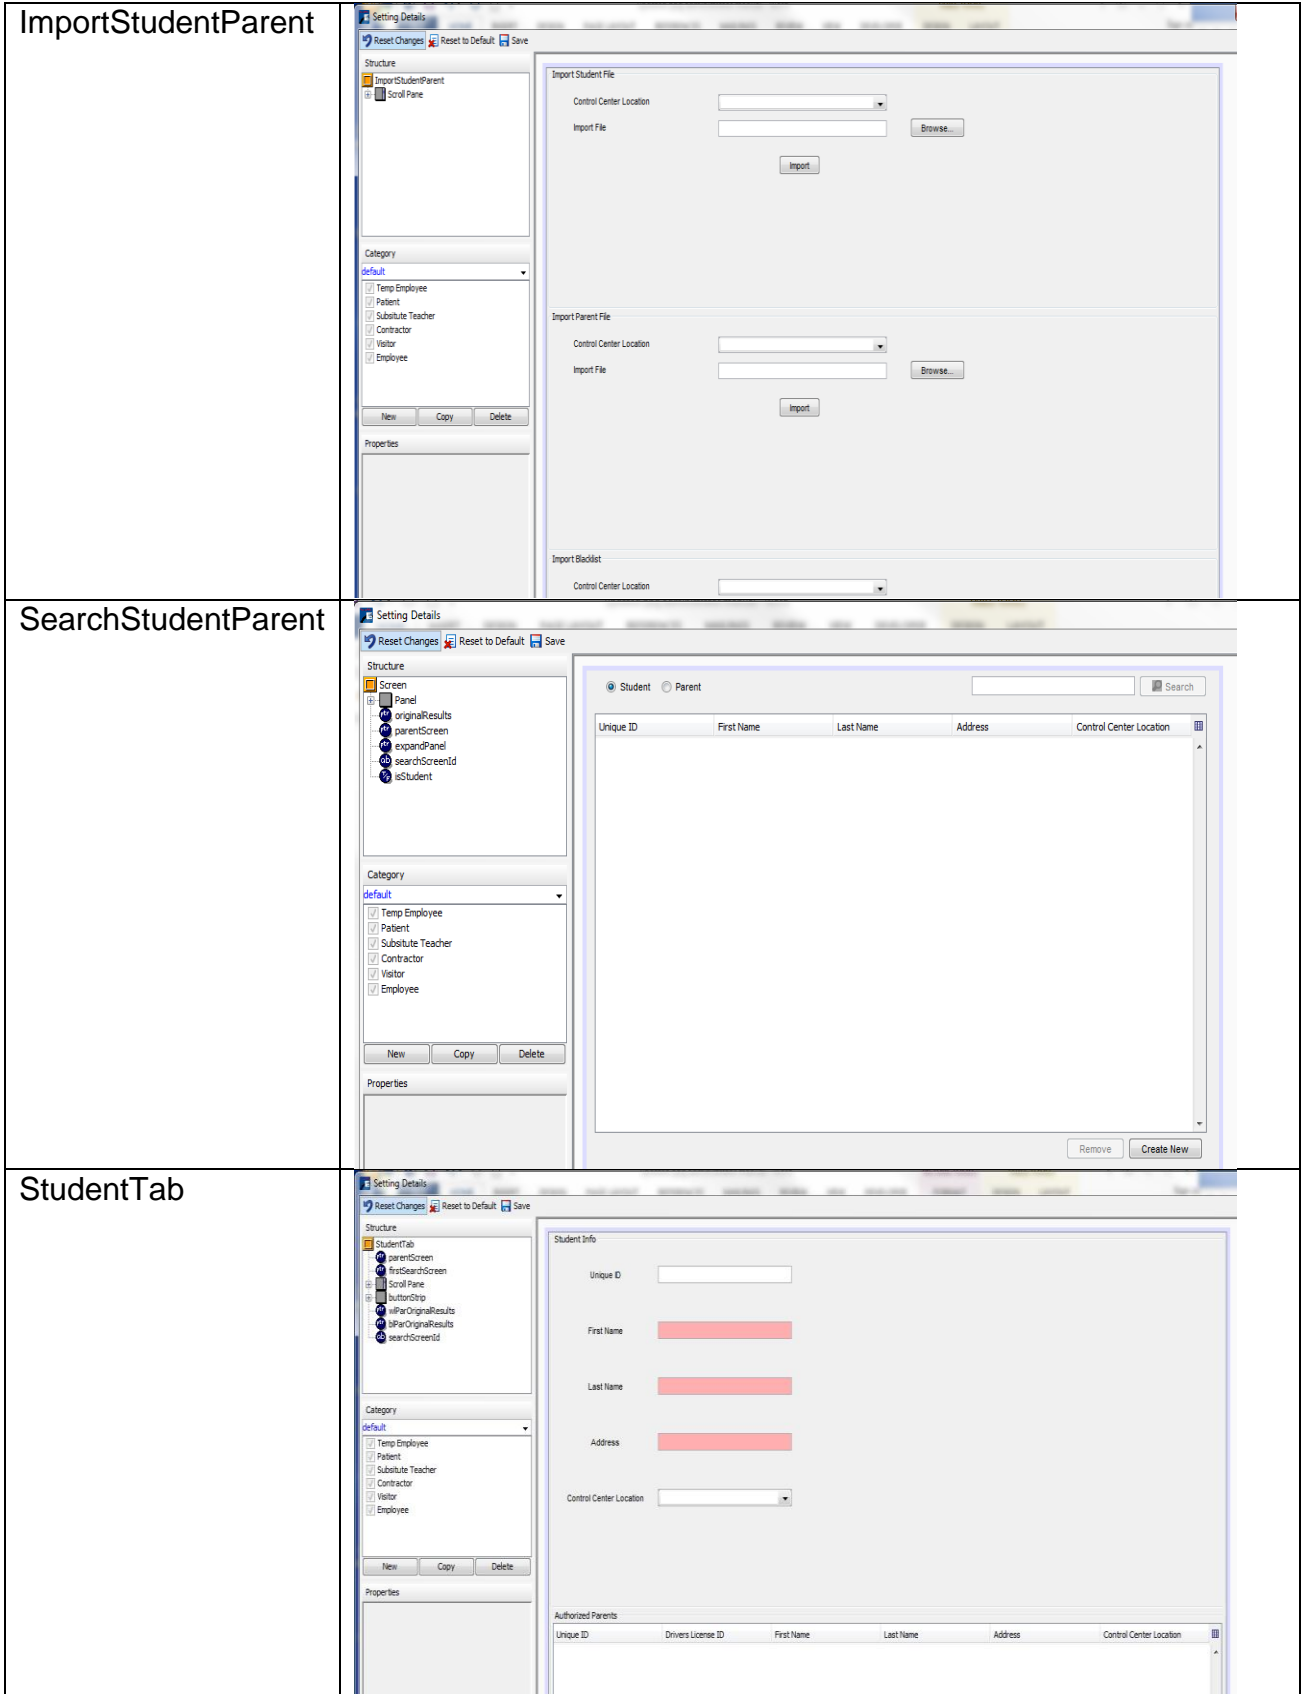 ImportStudentParent
Setting Details
Reset Changes Reset to Default Save
Structure
ImportStudentParent
Scroll Pane
Import Student File
Control Center Location
Import File Browse...
Import
Category
default
Temp Employee
Patient
Subsitute Teacher
Contractor
Visitor
Employee
New Copy Delete
Properties
Import Parent File
Control Center Location
Import File Browse...
Import
Import Blacklist
Control Center Location
SearchStudentParent
Setting Details
Reset Changes Reset to Default Save
Structure
Screen
Panel
originalResults
parentScreen
expandPanel
searchScreenId
isStudent
Student Parent Search
Unique ID First Name Last Name Address Control Center Location
Category
default
Temp Employee
Patient
Subsitute Teacher
Contractor
Visitor
Employee
New Copy Delete
Properties
Remove Create New
StudentTab
Setting Details
Reset Changes Reset to Default Save
Structure
StudentTab
parentScreen
firstSearchScreen
Scroll Pane
buttonStrip
wlParOriginalResults
blParOriginalResults
searchScreenId
Student Info
Unique ID
First Name
Last Name
Address
Control Center Location
Category
default
Temp Employee
Patient
Subsitute Teacher
Contractor
Visitor
Employee
New Copy Delete
Properties
Authorized Parents
Unique ID Drivers License ID First Name Last Name Address Control Center Location